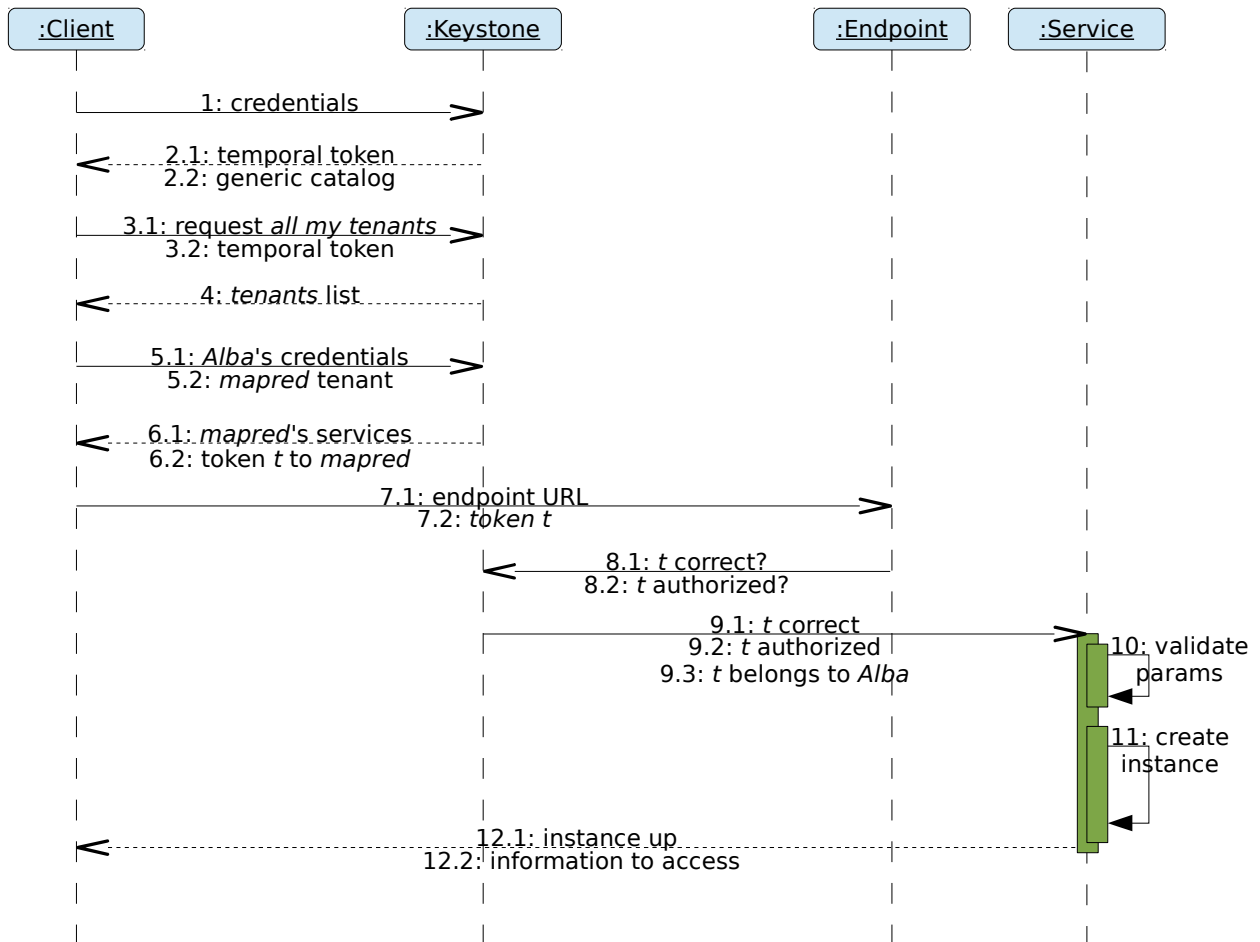 :Client
:Keystone
:Endpoint
:Service
1: credentials
2.1: temporal token
2.2: generic catalog
3.1: request all my tenants
3.2: temporal token
4: tenants list
5.1: Alba's credentials
5.2: mapred tenant
6.1: mapred's services
6.2: token t to mapred
7.1: endpoint URL
7.2: token t
8.1: t correct?
8.2: t authorized?
9.1: t correct
9.2: t authorized
9.3: t belongs to Alba
10: validate
params
11: create
instance
12.1: instance up
12.2: information to access